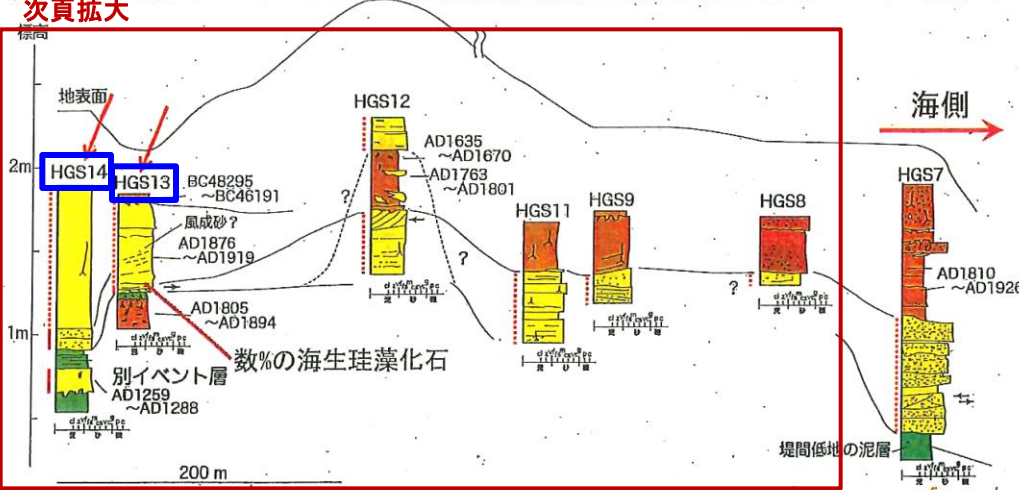 次頁拡大
標高
地表面
海側
2m
1m
HGS14
HGS13
BC48295
～BC46191
風成砂?
AD1876
～AD1919
AD1805
～AD1894
数%の海生珪藻化石
別イベント層
AD1259
～AD1288
HGS12
AD1635
～AD1670
AD1763
～AD1801
?
?
HGS11
HGS9
HGS8
?
HGS7
AD1810
～AD1926
堤間低地の泥層
200 m